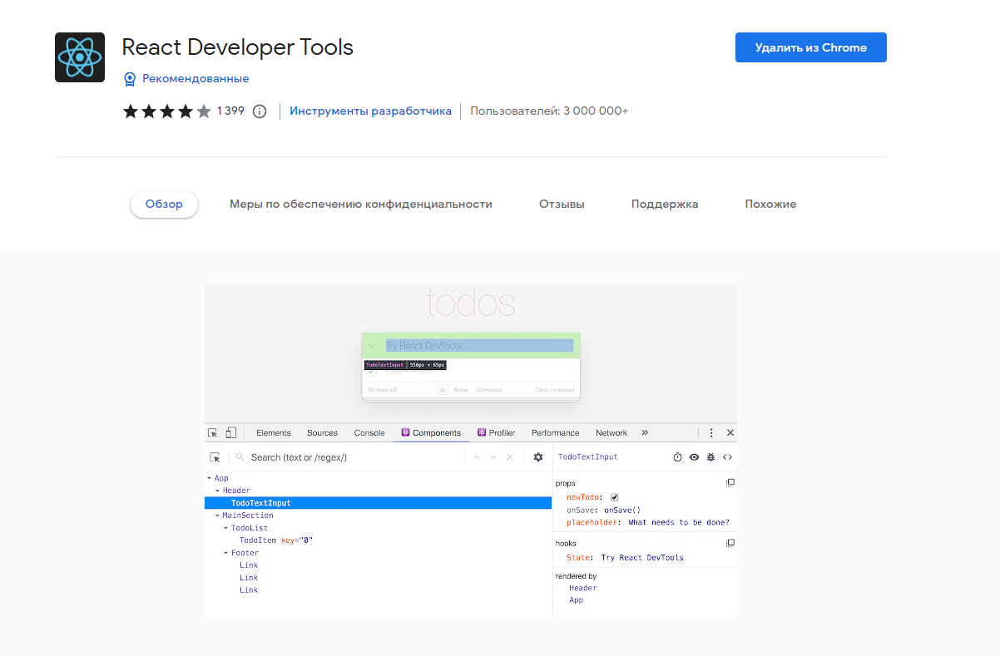 React Developer Tools
Удалить из Chrome
Рекомендованные
1 399
Инструменты разработчика
Пользователей: 3 000 000+
Обзор
Меры по обеспечению конфиденциальности
Отзывы
Поддержка
Похожие
todos
Try React DevTools
TodoTextInput | 550px × 65px
No items left
All
Active
Completed
Clear completed
Elements
Sources
Console
Components
Profiler
Performance
Network
Search (text or /regex/)
TodoTextInput
App
Header
TodoTextInput
MainSection
TodoList
TodoItem key="0"
Footer
Link
Link
Link
props
newTodo:
onSave: onSave()
placeholder: What needs to be done?
hooks
State: Try React DevTools
rendered by
Header
App